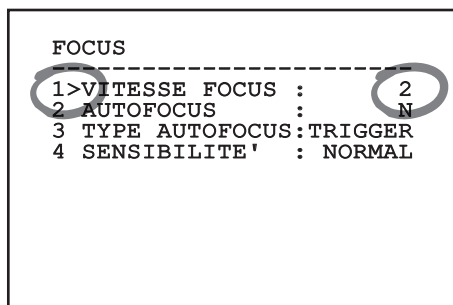 FOCUS
------------------------
1>VITESSE FOCUS : 2
2 AUTOFOCUS : N
3 TYPE AUTOFOCUS:TRIGGER
4 SENSIBILITE' : NORMAL